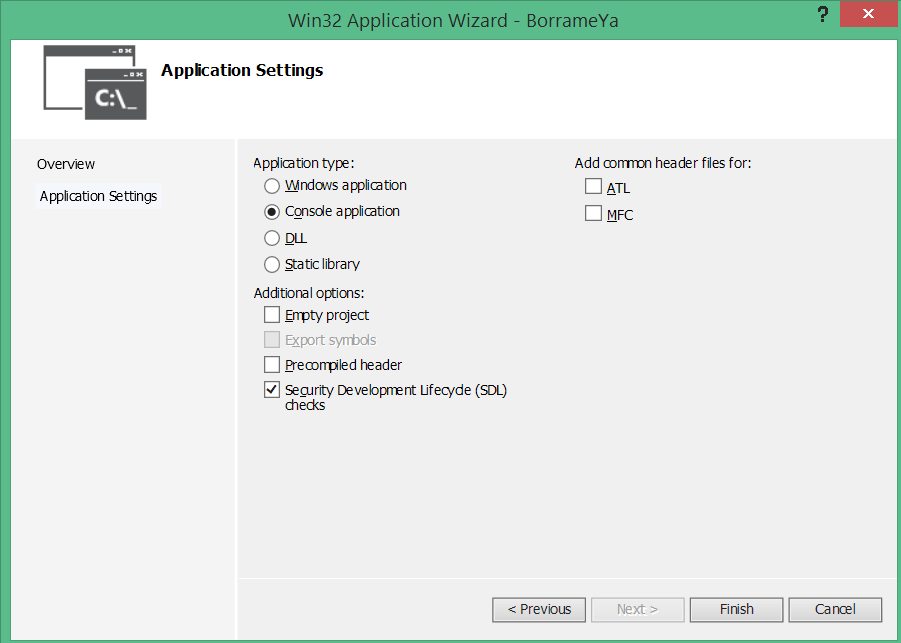 Win32 Application Wizard - BorrameYa
?
C:\_
Application Settings
Overview
Application Settings
Application type:
Windows application
Console application
DLL
Static library
Additional options:
Empty project
Export symbols
Precompiled header
Security Development Lifecycle (SDL)
checks
Add common header files for:
ATL
MFC
< Previous
Next >
Finish
Cancel